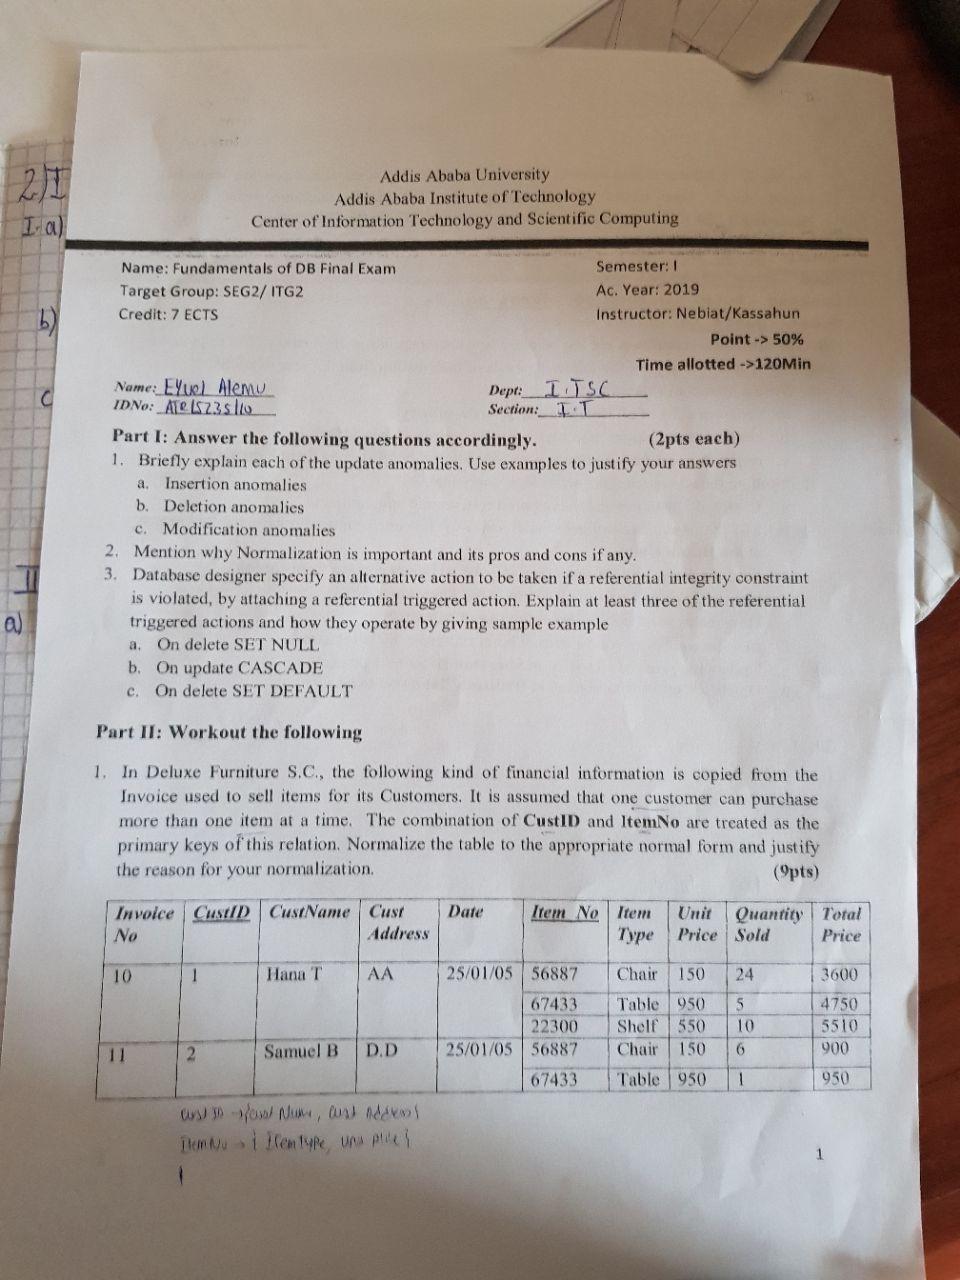 Addis Ababa University
Addis Ababa Institute of Technology
Center of Information Technology and Scientific Computing
Name: Fundamentals of DB Final Exam
Semester: I
Target Group: SEG2/ ITG2
Ac. Year: 2019
Credit: 7 ECTS
Instructor: Nebiat/Kassahun
Point -> 50%
Time allotted ->120Min
Name: Eyuel Alemu
Dept: I.TSC
IDNo:
Section: I.T
Part I: Answer the following questions accordingly. (2pts each)
1. Briefly explain each of the update anomalies. Use examples to justify your answers
a. Insertion anomalies
b. Deletion anomalies
c. Modification anomalies
2. Mention why Normalization is important and its pros and cons if any.
3. Database designer specify an alternative action to be taken if a referential integrity constraint
is violated, by attaching a referential triggered action. Explain at least three of the referential
triggered actions and how they operate by giving sample example
a. On delete SET NULL
b. On update CASCADE
c. On delete SET DEFAULT
Part II: Workout the following
1. In Deluxe Furniture S.C., the following kind of financial information is copied from the
Invoice used to sell items for its Customers. It is assumed that one customer can purchase
more than one item at a time. The combination of CustID and ItemNo are treated as the
primary keys of this relation. Normalize the table to the appropriate normal form and justify
the reason for your normalization. (9pts)
Invoice No CustID CustName Cust Address Date Item No Item Type Unit Price Quantity Sold Total Price
10 1 Hana T AA 25/01/05 56887 Chair 150 24 3600
67433 Table 950 5 4750
22300 Shelf 550 10 5510
11 2 Samuel B D.D 25/01/05 56887 Chair 150 6 900
67433 Table 950 1 950
Cust ID → {Cust Name, Cust Address}
ItemNo → { Item type, unit price }
1
2) I
I. a)
b)
c
II
a)